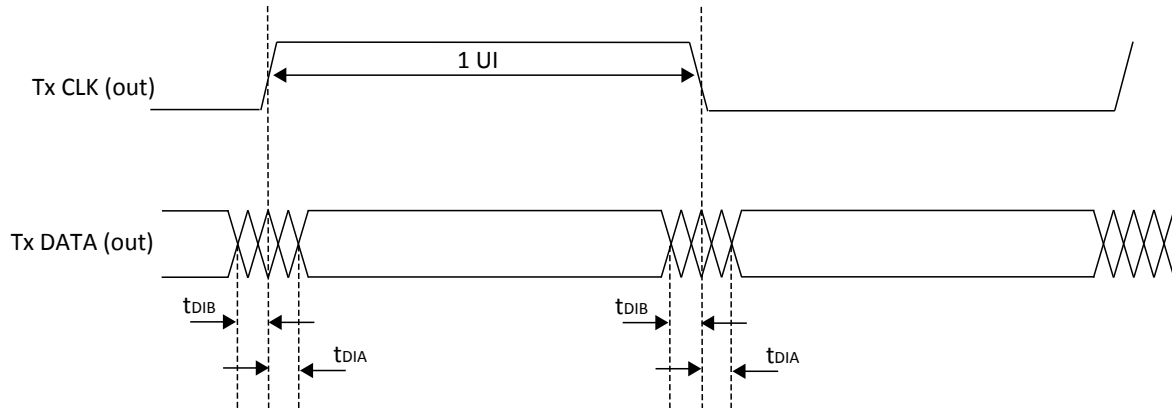 Tx CLK (out)
1 UI
Tx DATA (out)
tDIB
tDIA
tDIB
tDIA